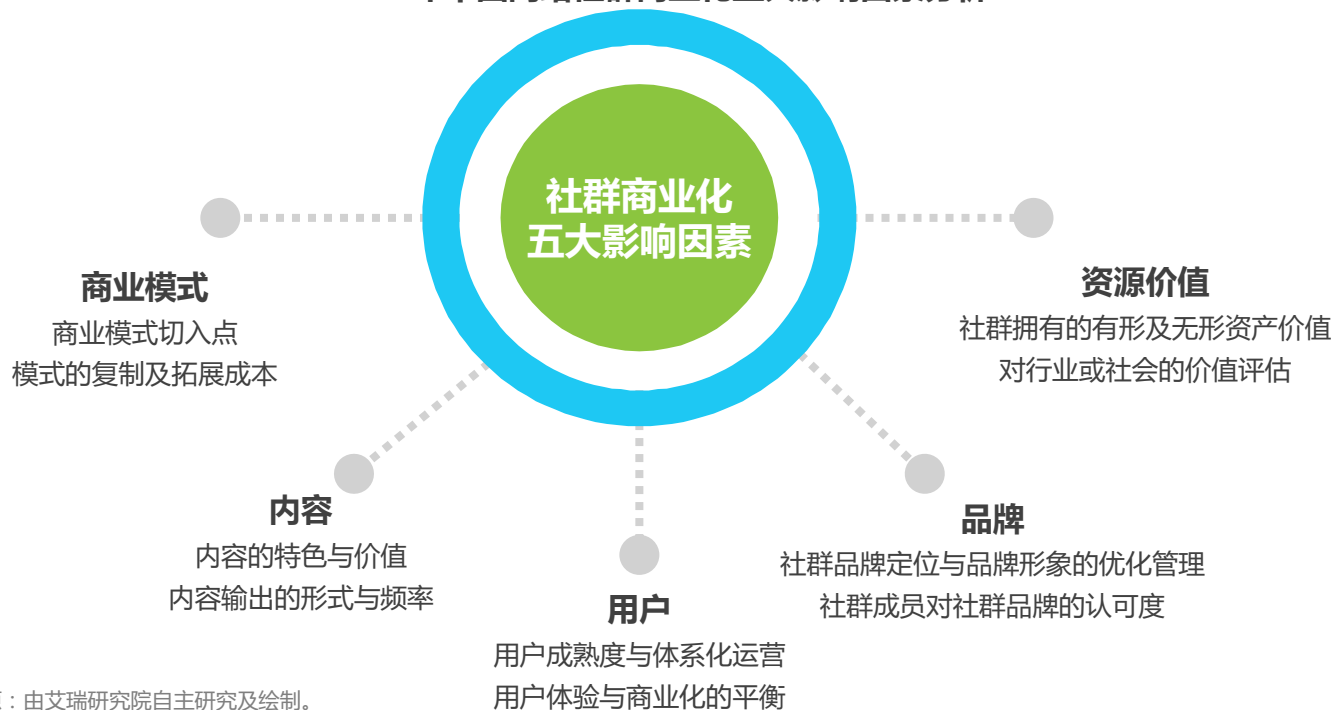 社群商业化
五大影响因素
商业模式
商业模式切入点
模式的复制及拓展成本
内容
内容的特色与价值
内容输出的形式与频率
用户
用户成熟度与体系化运营
用户体验与商业化的平衡
品牌
社群品牌定位与品牌形象的优化管理
社群成员对社群品牌的认可度
资源价值
社群拥有的有形及无形资产价值
对行业或社会的价值评估
：由艾瑞研究院自主研究及绘制。